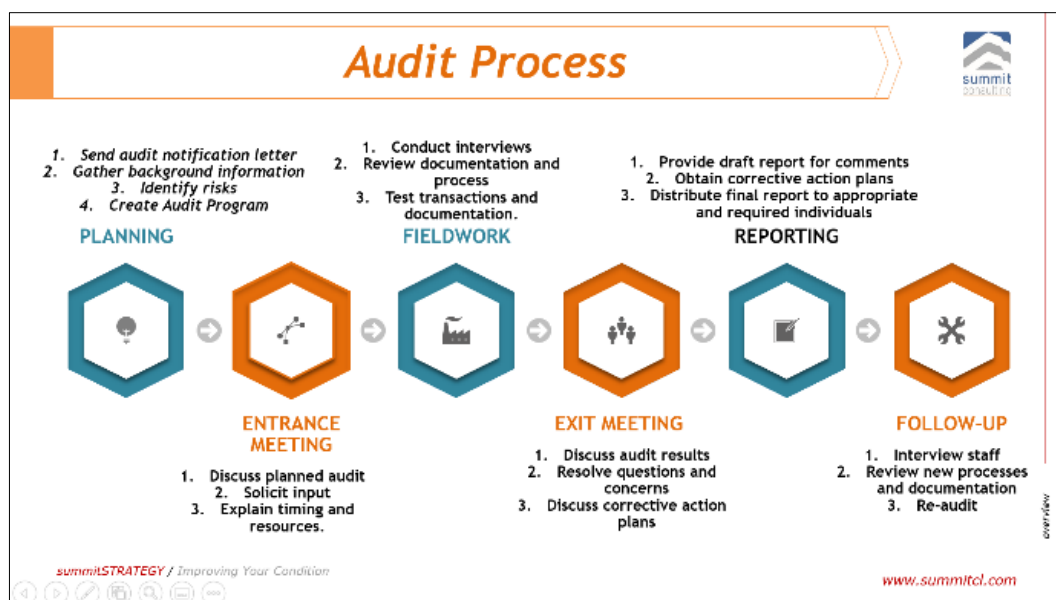 Audit Process
summit
consulting
1. Send audit notification letter
2. Gather background information
3. Identify risks
4. Create Audit Program
PLANNING
1. Conduct interviews
2. Review documentation and
process
3. Test transactions and
documentation.
FIELDWORK
1. Provide draft report for comments
2. Obtain corrective action plans
3. Distribute final report to appropriate
and required individuals
REPORTING
ENTRANCE
MEETING
1. Discuss planned audit
2. Solicit input
3. Explain timing and
resources.
EXIT MEETING
1. Discuss audit results
2. Resolve questions and
concerns
3. Discuss corrective action
plans
FOLLOW-UP
1. Interview staff
2. Review new processes
and documentation
3. Re-audit
overview
summitSTRATEGY / Improving Your Condition
www.summitcl.com